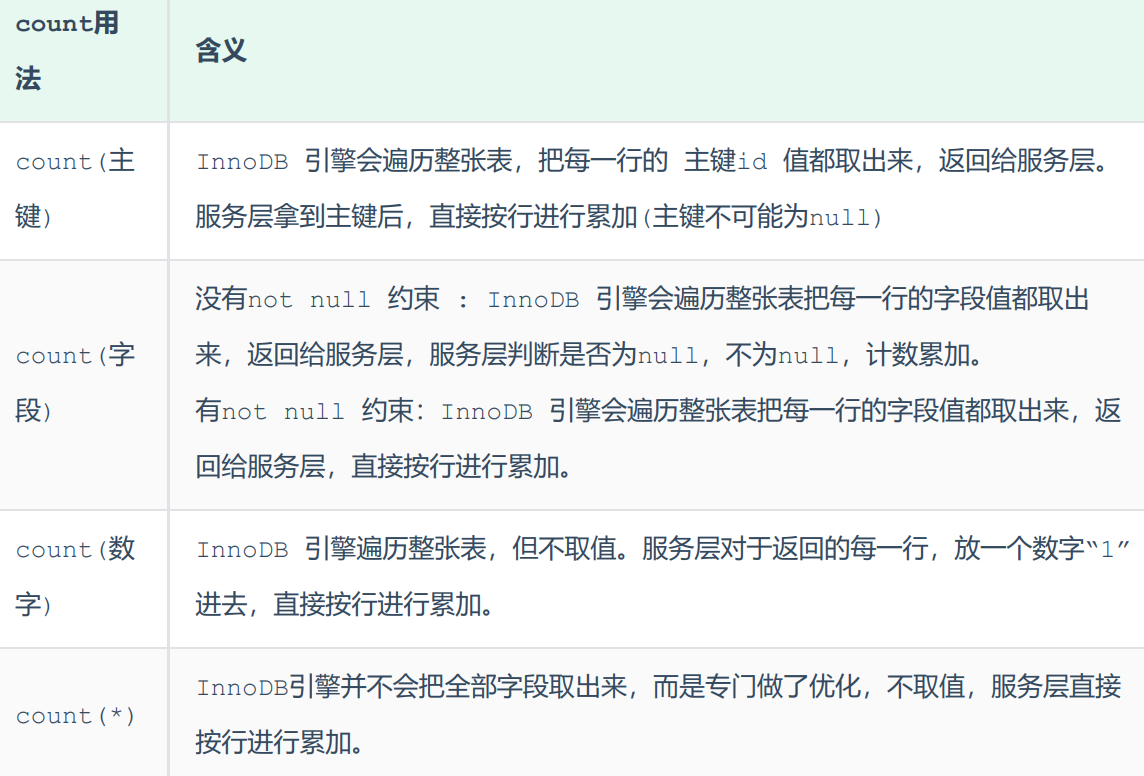 count用
法
含义
count(主
键)
InnoDB 引擎会遍历整张表，把每一行的 主键id 值都取出来，返回给服务层。
服务层拿到主键后，直接按行进行累加(主键不可能为null)
count(字
段)
没有not null 约束 : InnoDB 引擎会遍历整张表把每一行的字段值都取出
来，返回给服务层，服务层判断是否为null，不为null，计数累加。
有not null 约束：InnoDB 引擎会遍历整张表把每一行的字段值都取出来，返
回给服务层，直接按行进行累加。
count(数
字)
InnoDB 引擎遍历整张表，但不取值。服务层对于返回的每一行，放一个数字“1”
进去，直接按行进行累加。
count(*)
InnoDB引擎并不会把全部字段取出来，而是专门做了优化，不取值，服务层直接
按行进行累加。